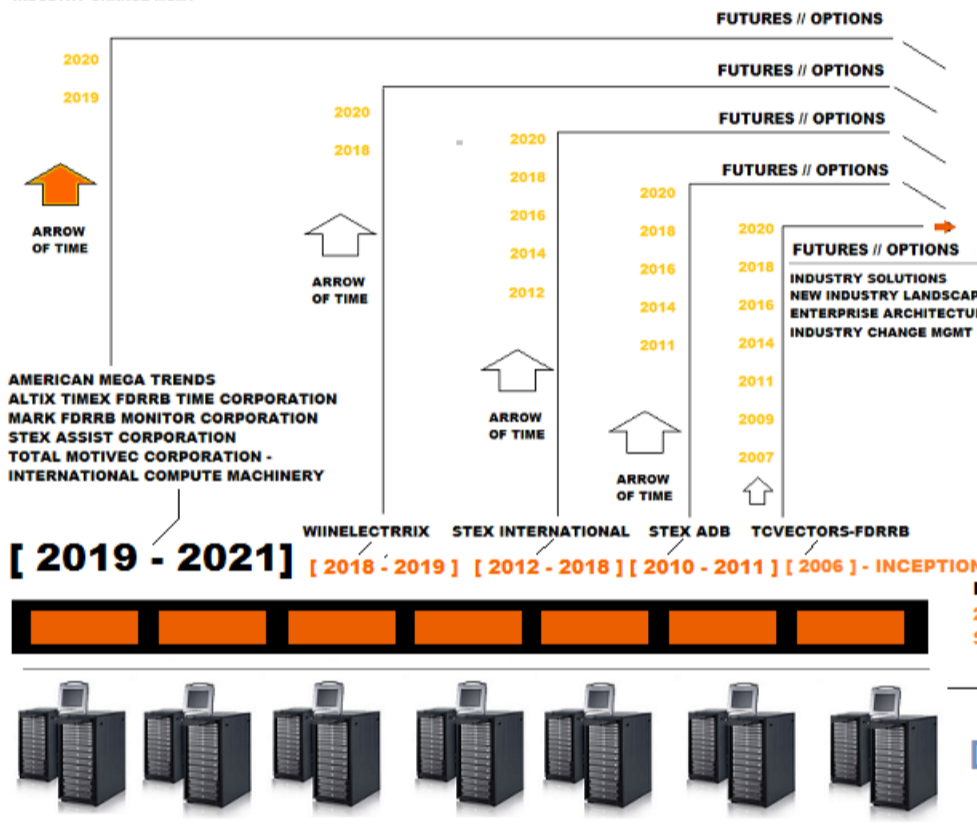 FUTURES // OPTIONS
2020
2019
ARROW
OF TIME
FUTURES // OPTIONS
2020
2018
ARROW
OF TIME
FUTURES // OPTIONS
2020
2018
2016
2014
2012
ARROW
OF TIME
FUTURES // OPTIONS
2020
2018
2016
2014
2011
ARROW
OF TIME
2020
2018
2016
2014
2011
2009
2007
FUTURES // OPTIONS
INDUSTRY SOLUTIONS
NEW INDUSTRY LANDSCAP
ENTERPRISE ARCHITECTU
INDUSTRY CHANGE MGMT
AMERICAN MEGA TRENDS
ALTIX TIMEX FDRRB TIME CORPORATION
MARK FDRRB MONITOR CORPORATION
STEX ASSIST CORPORATION
TOTAL MOTIVEC CORPORATION -
INTERNATIONAL COMPUTE MACHINERY
[ 2019 - 2021]
WIINELECTRRIX
[ 2018 - 2019 ]
STEX INTERNATIONAL
[ 2012 - 2018 ]
STEX ADB
[ 2010 - 2011 ]
TCVECTORS-FDRRB
[ 2006 ] - INCEPTION